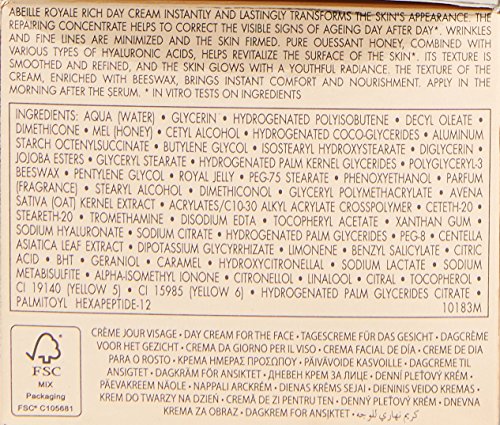 ABEILLE ROYALE RICH DAY CREAM INSTANTLY AND LASTINGLY TRANSFORMS THE SKIN'S APPEARANCE. THE
REPAIRING CONCENTRATE HELPS TO CORRECT THE VISIBLE SIGNS OF AGEING DAY AFTER DAY*. WRINKLES
AND FINE LINES ARE MINIMIZED AND THE SKIN FIRMED. PURE OUESSANT HONEY, COMBINED WITH
VARIOUS TYPES OF HYALURONIC ACIDS, HELPS REVITALIZE THE SURFACE OF THE SKIN*. ITS TEXTURE IS
SMOOTHED AND REFINED, AND THE SKIN GLOWS WITH A YOUTHFUL RADIANCE. THE TEXTURE OF THE
CREAM, ENRICHED WITH BEESWAX, BRINGS INSTANT COMFORT AND NOURISHMENT. APPLY IN
THE MORNING AFTER THE SERUM. * IN VITRO TESTS ON INGREDIENTS
INGREDIENTS: AQUA (WATER) • GLYCERIN • HYDROGENATED POLYISOBUTENE • DECYL OLEATE •
DIMETHICONE • MEL (HONEY) • CETYL ALCOHOL • HYDROGENATED COCO-GLYCERIDES • ALUMINUM
STARCH OCTENYLSUCCINATE • BUTYLENE GLYCOL • ISOSTEARYL HYDROXYSTEARATE • DIGLYCERIN •
JOJOBA ESTERS • GLYCERYL STEARATE • HYDROGENATED PALM KERNEL GLYCERIDES • POLYGLYCERYL-3
BEESWAX • PENTYLENE GLYCOL • ROYAL JELLY • PEG-75 STEARATE • PHENOXYETHANOL • PARFUM
(FRAGRANCE) • STEARYL ALCOHOL • DIMETHICONOL • GLYCERYL POLYMETHACRYLATE • AVENA
SATIVA (OAT) KERNEL EXTRACT • ACRYLATES/C10-30 ALKYL ACRYLATE CROSSPOLYMER • CETETH-20 •
STEARETH-20 • TROMETHAMINE • DISODIUM EDTA • TOCOPHERYL ACETATE • XANTHAN GUM •
SODIUM HYALURONATE • SODIUM CITRATE • HYDROGENATED PALM GLYCERIDES • PEG-8 • CENTELLA
ASIATICA LEAF EXTRACT • DIPOTASSIUM GLYCYRRHIZATE • LIMONENE • BENZYL SALICYLATE • CITRIC
ACID • BHT • GERANIOL • CARAMEL • HYDROXYCITRONELLAL • SODIUM LACTATE • SODIUM
METABISULFITE • ALPHA-ISOMETHYL IONONE • CITRONELLOL • LINALOOL • CITRAL • TOCOPHEROL •
CI 19140 (YELLOW 5) • CI 15985 (YELLOW 6) • HYDROGENATED PALM GLYCERIDES CITRATE •
PALMITOYL HEXAPEPTIDE-12 10183M
FSC
MIX
Packaging
FSC® C105681
CRÈME JOUR VISAGE • DAY CREAM FOR THE FACE • TAGESCREME FÜR DAS GESICHT • DAGCRÈME
VOOR HET GEZICHT • CREMA DA GIORNO PER IL VISO • CREMA FACIAL DE DÍA • CREME DE DIA
PARA O ROSTO • ΚΡΕΜΑ ΗΜΕΡΑΣ ΠΡΟΣΩΠΟΥ • PÄIVÄVOIDE KASVOILLE • DAGCREME TIL
ANSIGTET • DAGKRÄM FÖR ANSIKTET • ДНЕВЕН КРЕМ ЗА ЛИЦЕ • DENNÍ PLEŤOVÝ KRÉM •
PÄEVAKREEM NÄOLE • NAPPALI ARCKRÉM • DIENAS KRĒMS SEJAI • DIENINIS VEIDO KREMAS •
KREM DO TWARZY NA DZIEŃ • CREMĂ DE ZI PENTRU TEN • DENNÝ PLEŤOVÝ KRÉM • DNEVNA
KREMA ZA OBRAZ • DAGKREM FOR ANSIKTET • كريم نهاري للوجه